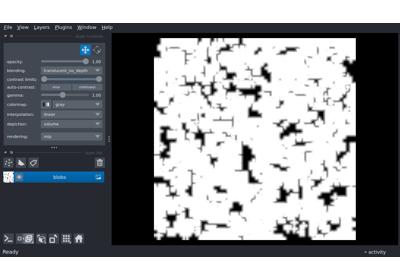 File View Layers Plugins Window Help
opacity: 1.00
blending: translucent_no_depth
contrast limits:
auto-contrast: once continuous
gamma: 1.00
colormap: gray
interpolation: linear
depiction: volume
rendering: mip
blobs
Ready activity